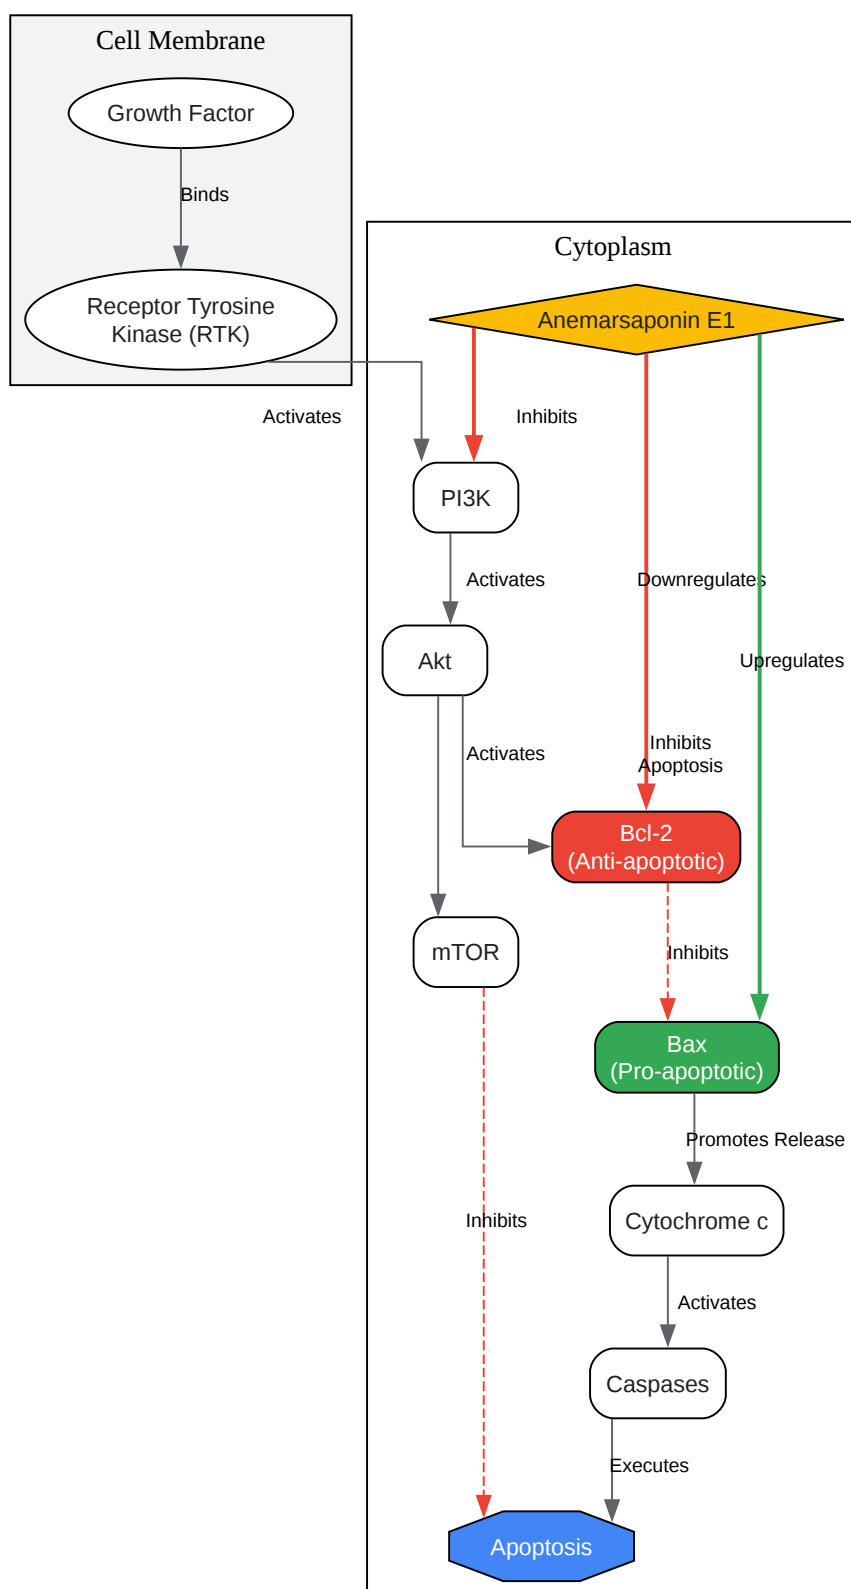 Cell Membrane
Growth Factor
Binds
Cytoplasm
Receptor Tyrosine
Kinase (RTK)
Anemarsaponin E1
Activates
Inhibits
PI3K
Activates
Downregulates
Akt
Upregulates
Activates
Inhibits
Apoptosis
Bcl-2
(Anti-apoptotic)
mTOR
Inhibits
Bax
(Pro-apoptotic)
Promotes Release
Inhibits
Cytochrome c
Activates
Caspases
Executes
Apoptosis